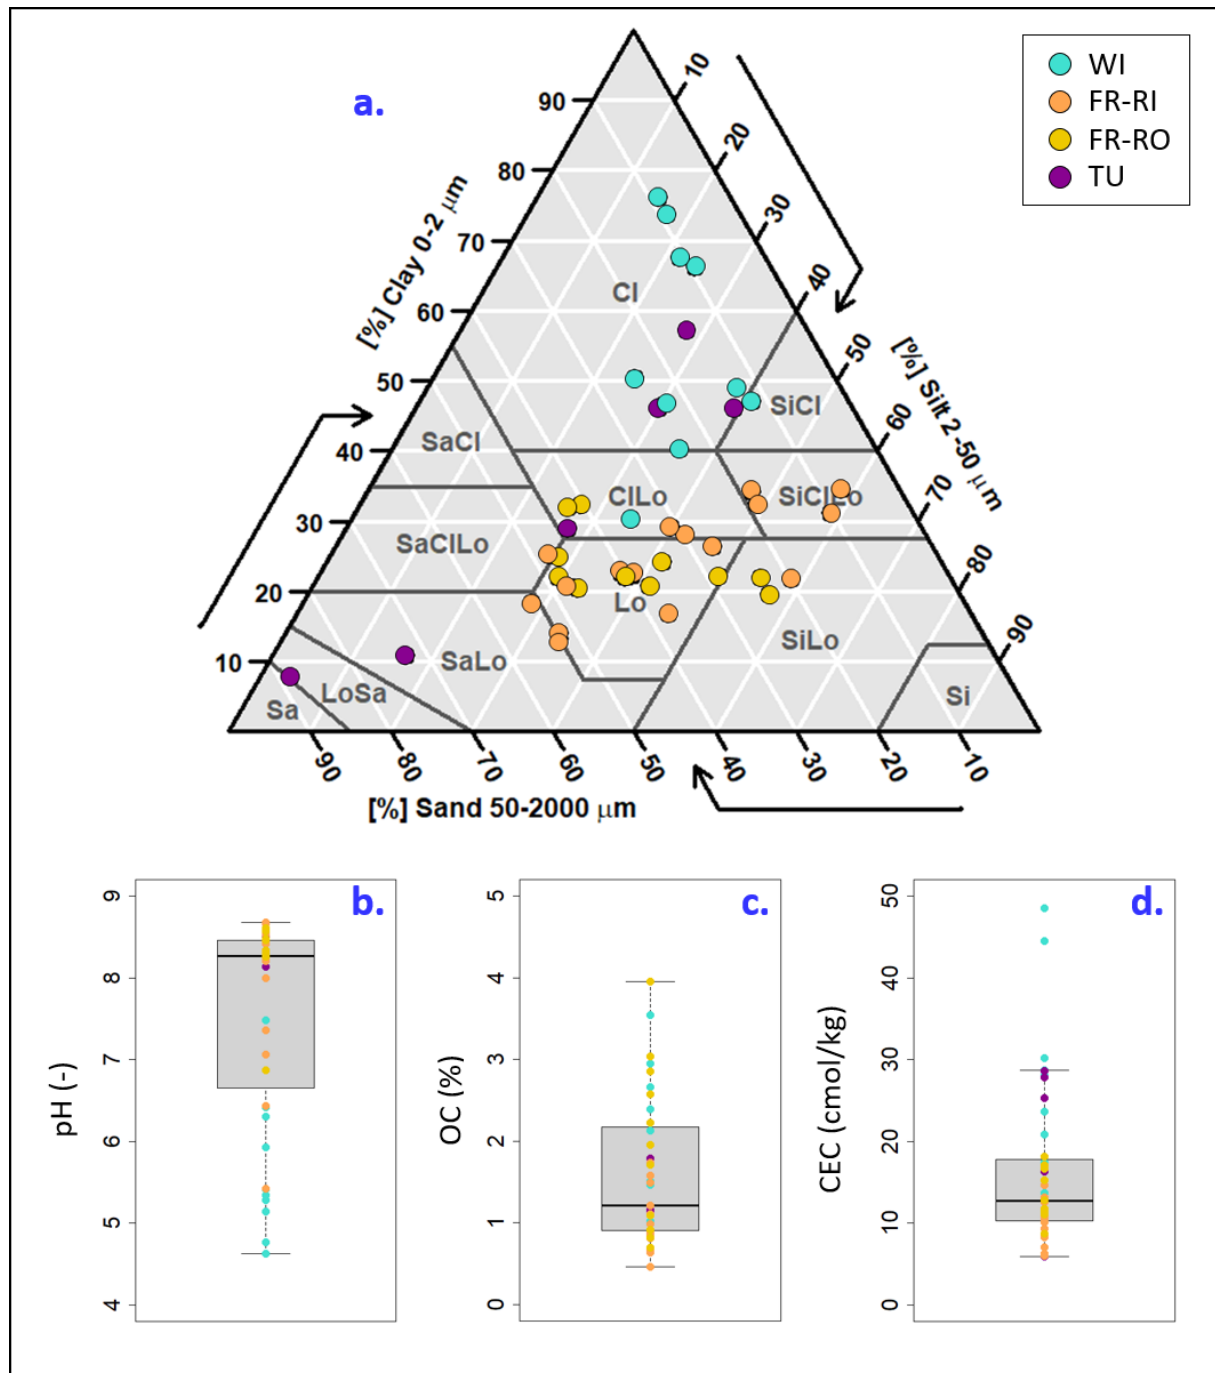 a.
WI
FR-RI
FR-RO
TU
10
20
30
40
50
60
70
80
90
[%] Silt 2-50 μm
90
80
70
60
50
40
30
20
10
[%] Clay 0-2 μm
Cl
SiCl
SaCl
ClLo
SiClLo
SaClLo
Lo
SiLo
SaLo
LoSa
Sa
Si
90
80
70
60
50
40
30
20
10
[%] Sand 50-2000 μm
b.
9
8
7
6
5
4
pH (-)
c.
5
4
3
2
1
0
OC (%)
d.
50
40
30
20
10
0
CEC (cmol/kg)